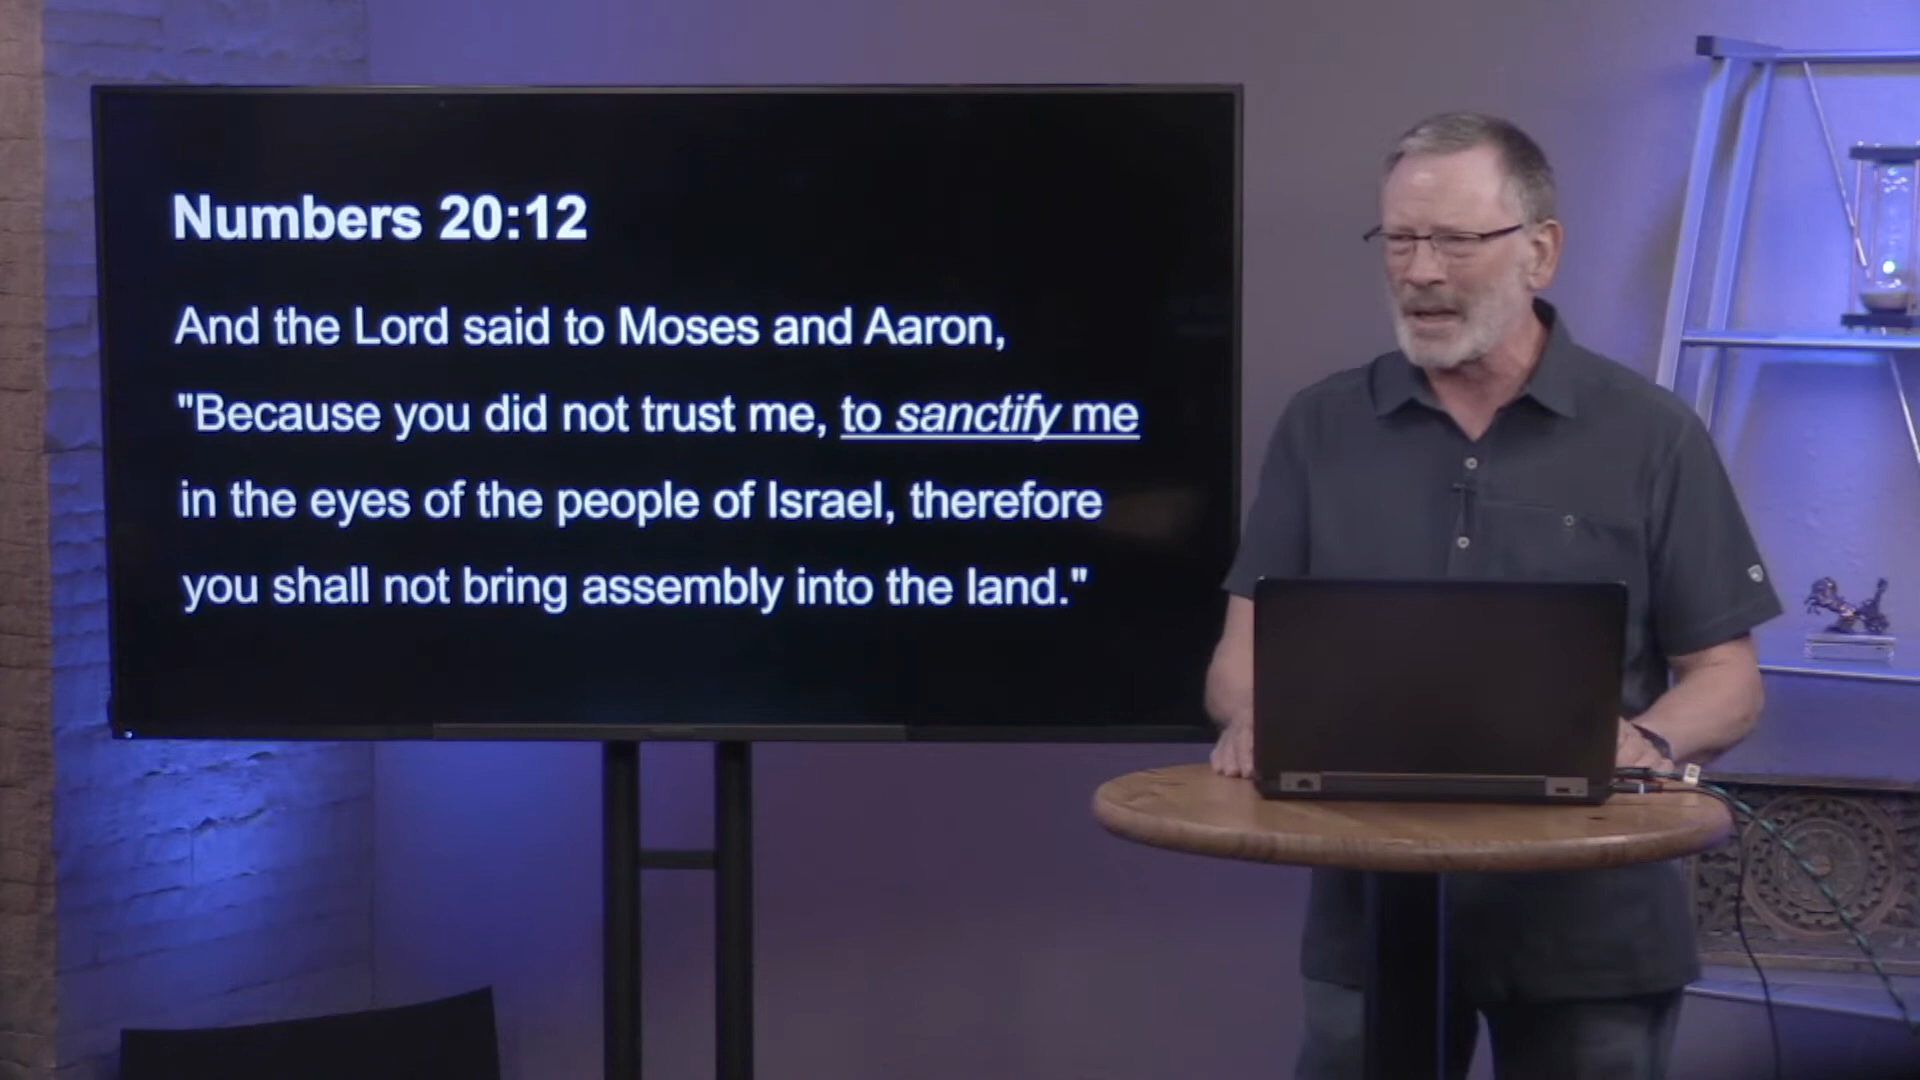 Numbers 20:12
And the Lord said to Moses and Aaron,
"Because you did not trust me, to sanctify me
in the eyes of the people of Israel, therefore
you shall not bring assembly into the land."